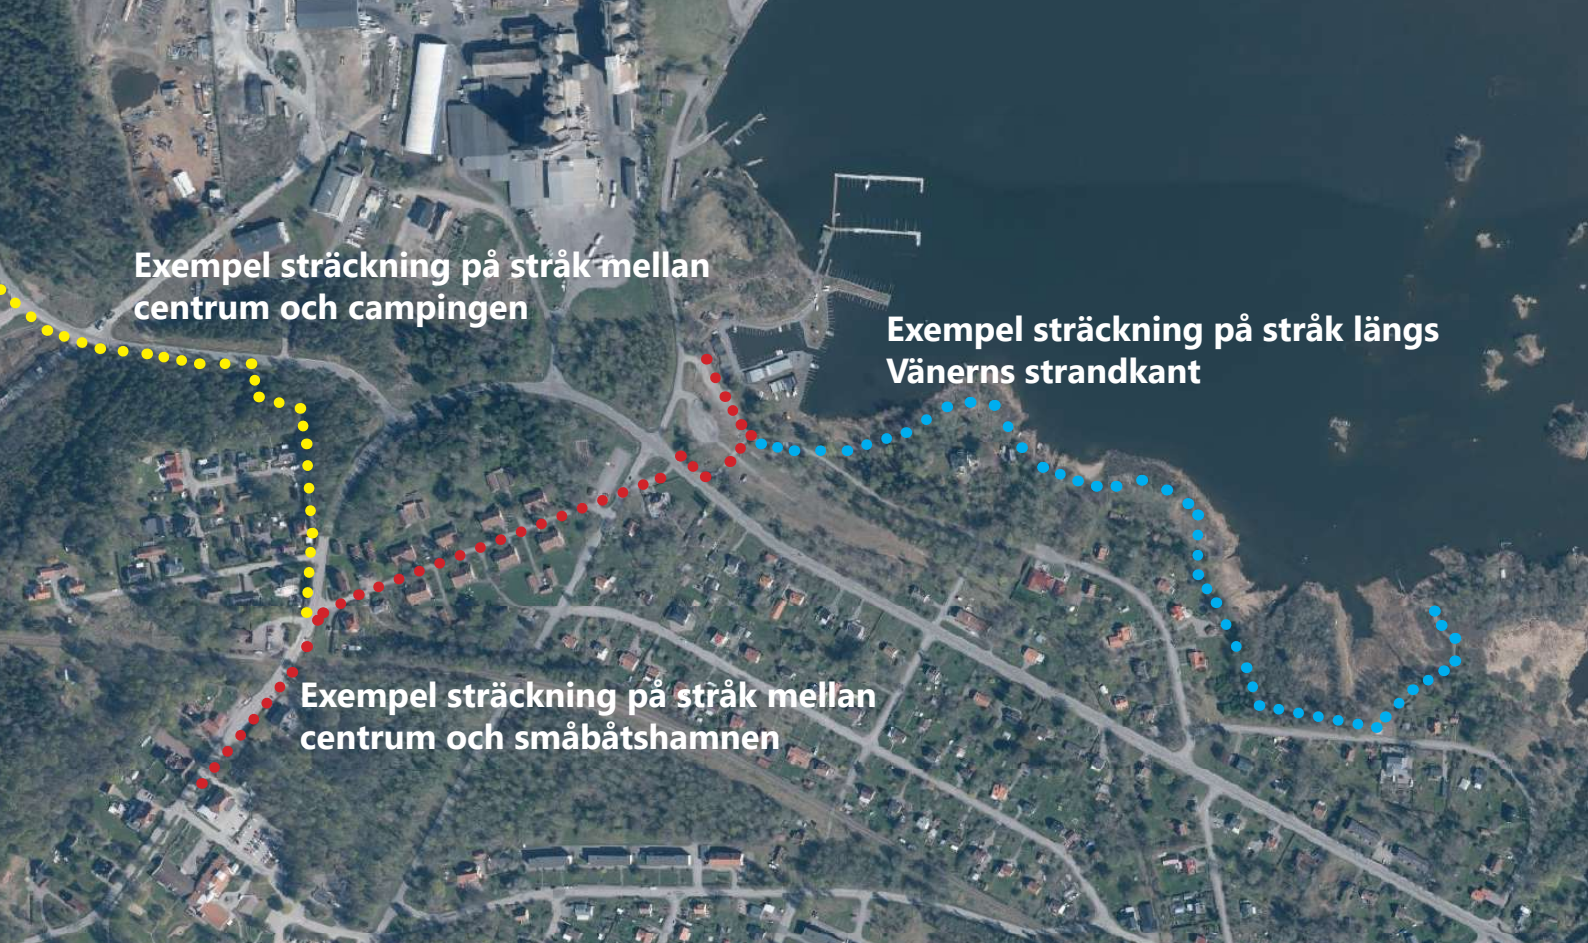 Exempel sträckning på stråk mellan
centrum och campingen
Exempel sträckning på stråk längs
Vänerns strandkant
Exempel sträckning på stråk mellan
centrum och småbåtshamnen